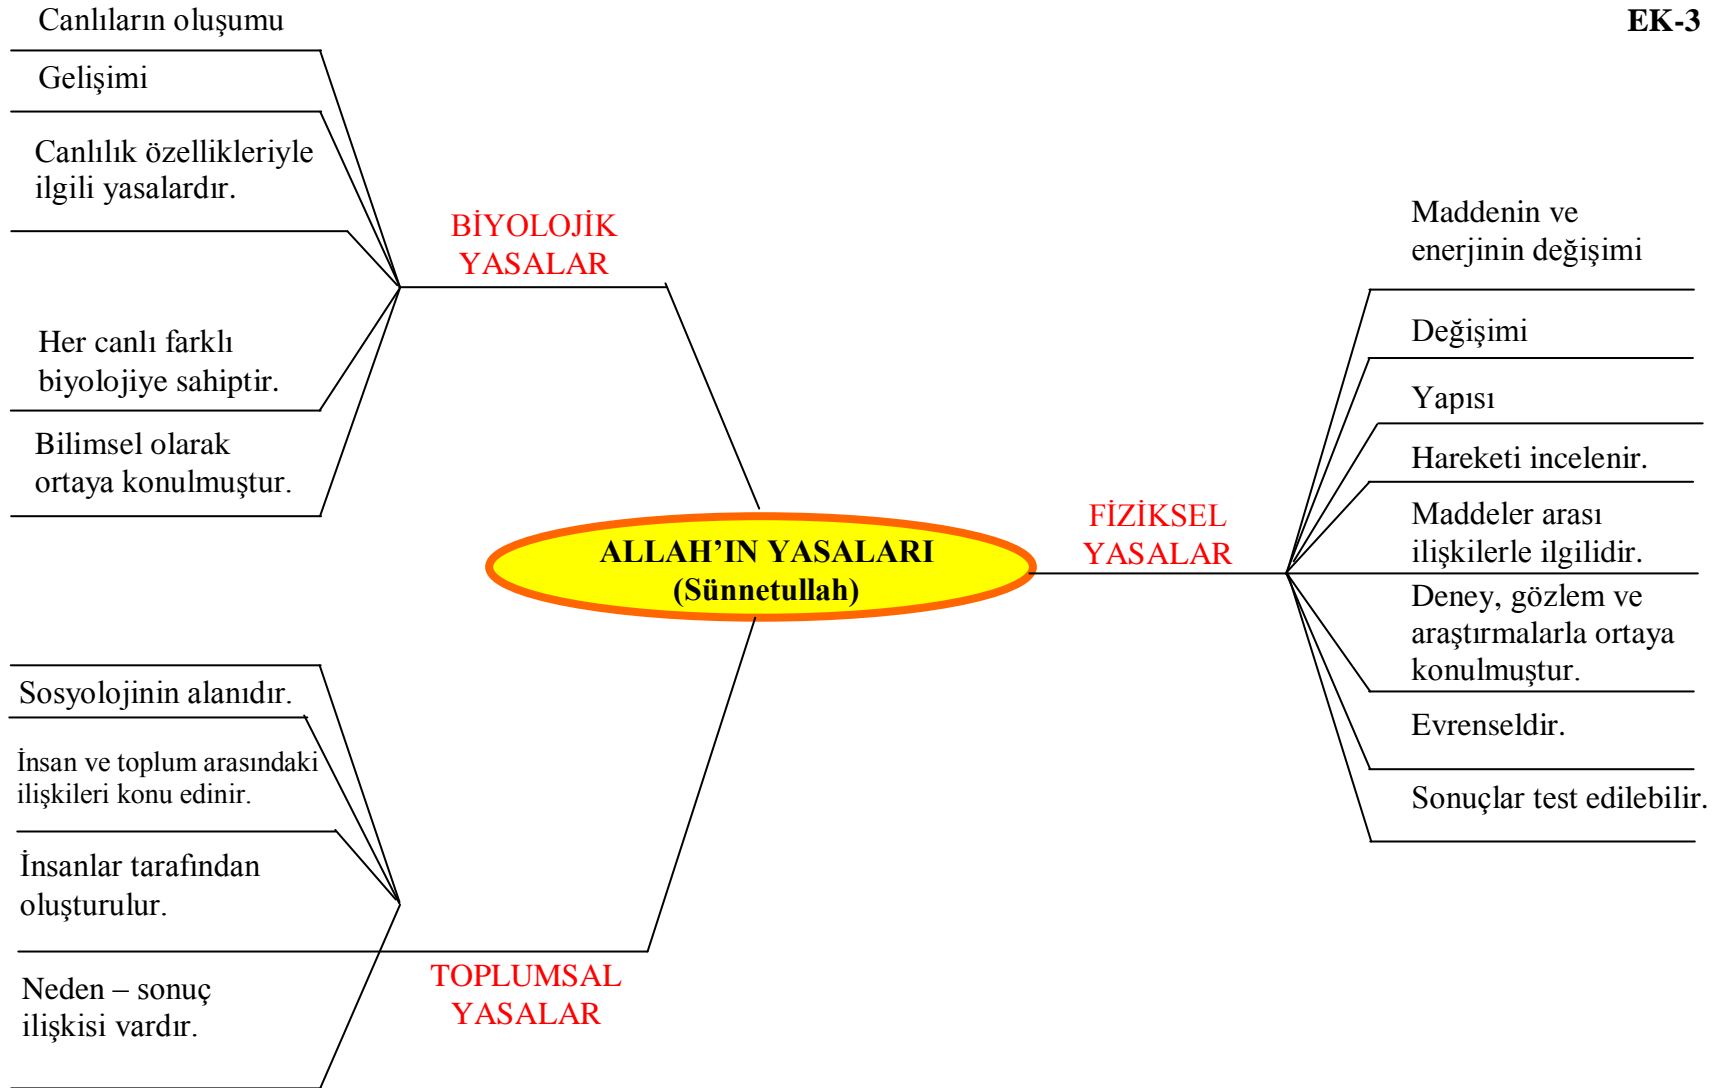 EK-3
Canlıların oluşumu
Gelişimi
Canlılık özellikleriyle
ilgili yasalardır.
Her canlı farklı
biyolojiye sahiptir.
Bilimsel olarak
ortaya konulmuştur.
BİYOLOJİK
YASALAR
ALLAH’IN YASALARI
(Sünnetullah)
FİZİKSEL
YASALAR
Maddenin ve
enerjinin değişimi
Değişimi
Yapısı
Hareketi incelenir.
Maddeler arası
ilişkilerle ilgilidir.
Deney, gözlem ve
araştırmalarla ortaya
konulmuştur.
Evrenseldir.
Sonuçlar test edilebilir.
Sosyolojinin alanıdır.
İnsan ve toplum arasındaki
ilişkileri konu edinir.
İnsanlar tarafından
oluşturulur.
Neden – sonuç
ilişkisi vardır.
TOPLUMSAL
YASALAR